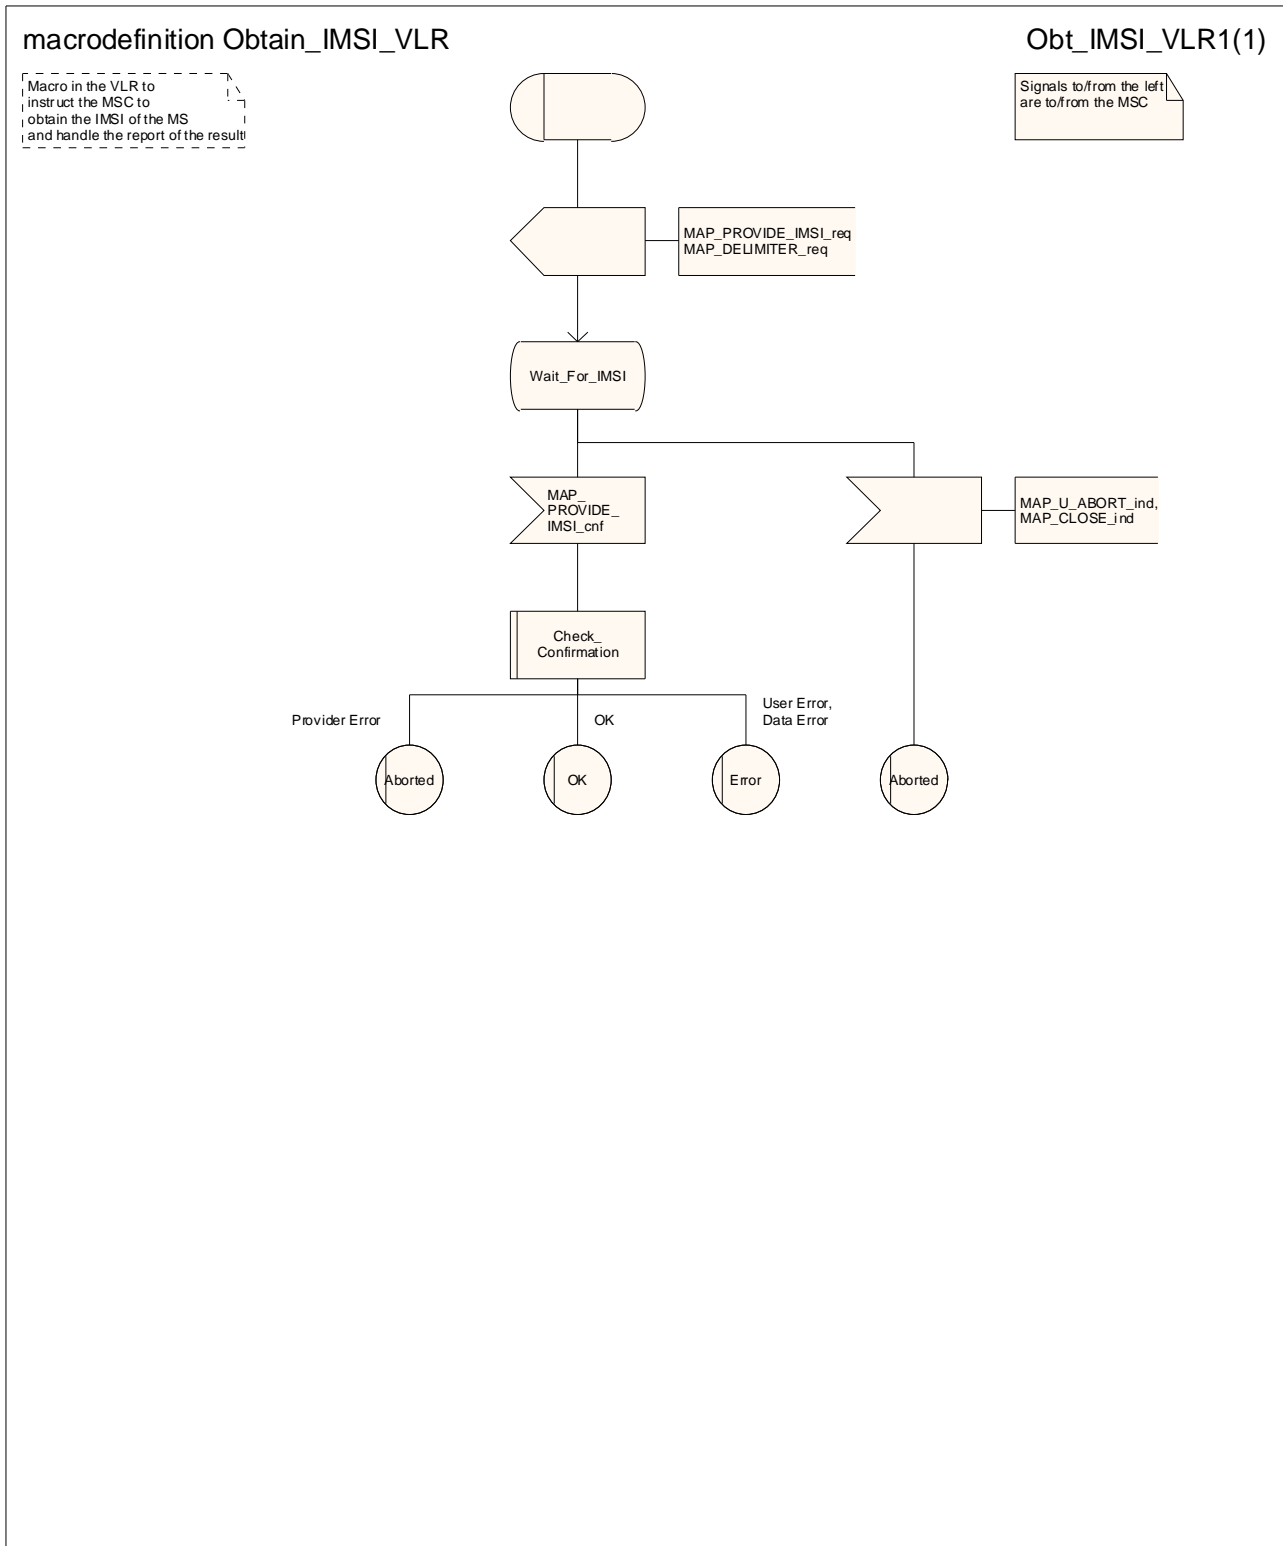 macrodefinition Obtain_IMSI_VLR
Obt_IMSI_VLR1(1)
Macro in the VLR to
instruct the MSC to
obtain the IMSI of the MS
and handle the report of the result
Signals to/from the left
are to/from the MSC
MAP_PROVIDE_IMSI_req
MAP_DELIMITER_req
Wait_For_IMSI
MAP_
PROVIDE_
IMSI_cnf
MAP_U_ABORT_ind,
MAP_CLOSE_ind
Check_
Confirmation
Provider Error
OK
User Error,
Data Error
Aborted
OK
Error
Aborted